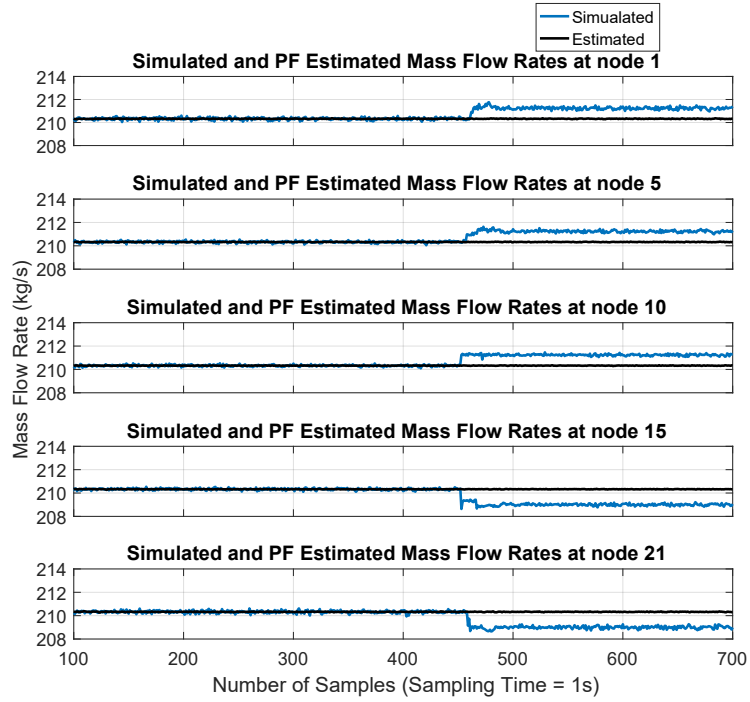 Simualated
Estimated
Simulated and PF Estimated Mass Flow Rates at node 1
214
212
210
208
Simulated and PF Estimated Mass Flow Rates at node 5
214
212
210
208
Simulated and PF Estimated Mass Flow Rates at node 10
214
212
210
208
Mass Flow Rate (kg/s)
Simulated and PF Estimated Mass Flow Rates at node 15
214
212
210
208
Simulated and PF Estimated Mass Flow Rates at node 21
214
212
210
208
100 200 300 400 500 600 700
Number of Samples (Sampling Time = 1s)